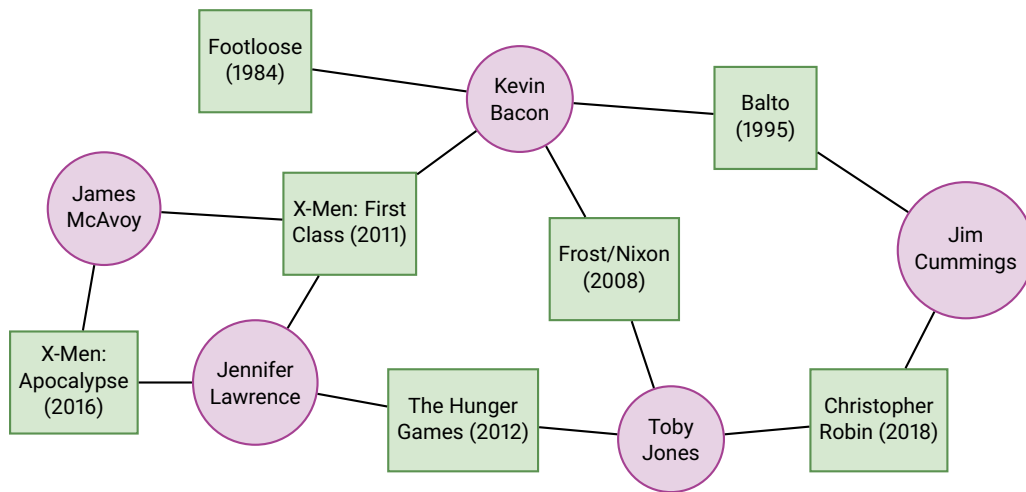 Footloose
(1984)
Kevin
Bacon
Balto
(1995)
James
McAvoy
X-Men: First
Class (2011)
Frost/Nixon
(2008)
Jim
Cummings
X-Men:
Apocalypse
(2016)
Jennifer
Lawrence
The Hunger
Games (2012)
Toby
Jones
Christopher
Robin (2018)